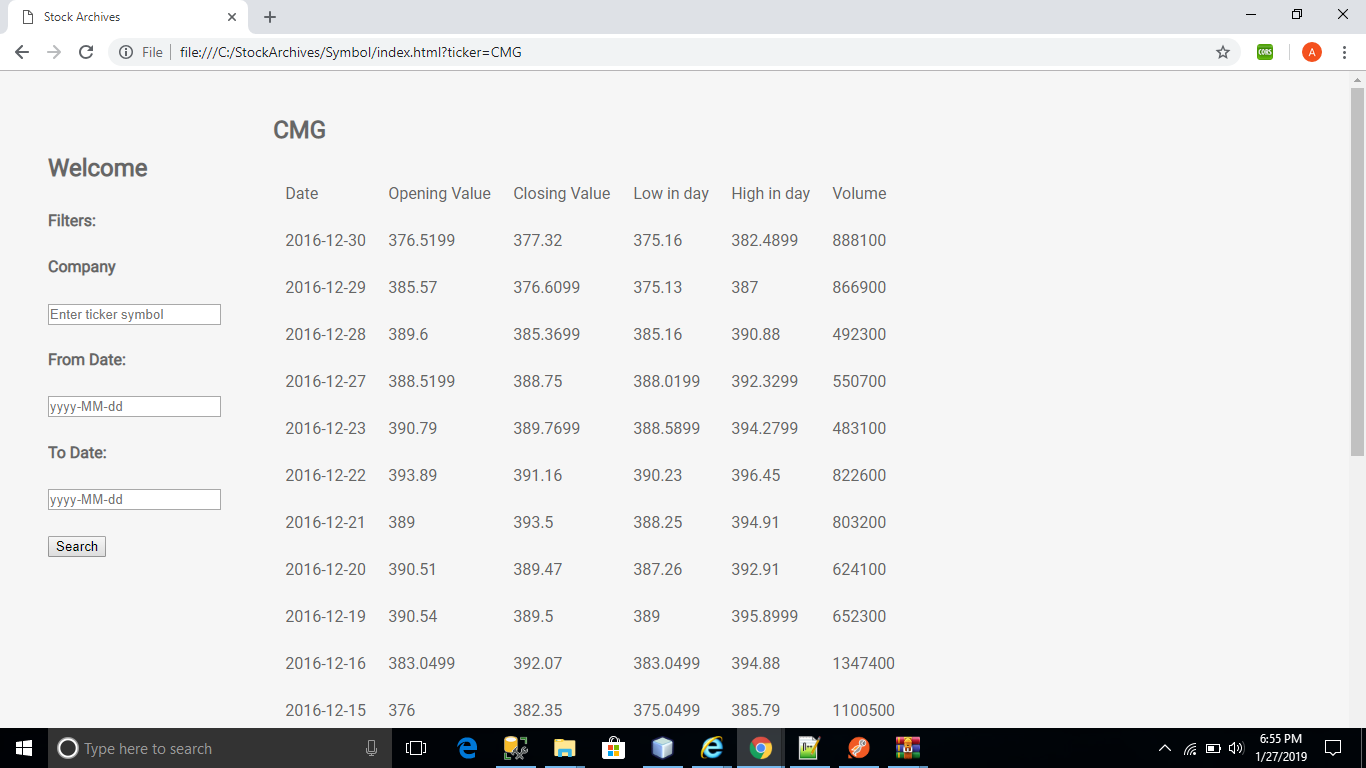 Stock Archives
File
file:///C:/StockArchives/Symbol/index.html?ticker=CMG
CDRS
A
CMG
Welcome
Filters:
Company
Enter ticker symbol
From Date:
yyyy-MM-dd
To Date:
yyyy-MM-dd
Search
Date Opening Value Closing Value Low in day High in day Volume
2016-12-30 376.5199 377.32 375.16 382.4899 888100
2016-12-29 385.57 376.6099 375.13 387 866900
2016-12-28 389.6 385.3699 385.16 390.88 492300
2016-12-27 388.5199 388.75 388.0199 392.3299 550700
2016-12-23 390.79 389.7699 388.5899 394.2799 483100
2016-12-22 393.89 391.16 390.23 396.45 822600
2016-12-21 389 393.5 388.25 394.91 803200
2016-12-20 390.51 389.47 387.26 392.91 624100
2016-12-19 390.54 389.5 389 395.8999 652300
2016-12-16 383.0499 392.07 383.0499 394.88 1347400
2016-12-15 376 382.35 375.0499 385.79 1100500
Type here to search
6:55 PM
1/27/2019